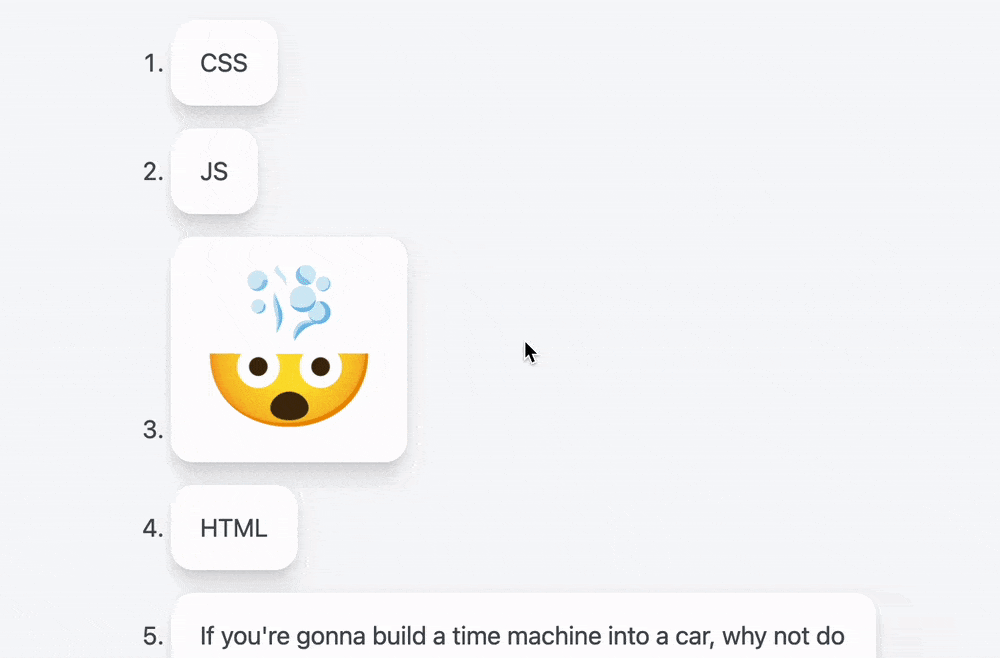 1. CSS
2. JS
3.
4. HTML
5. If you're gonna build a time machine into a car, why not do